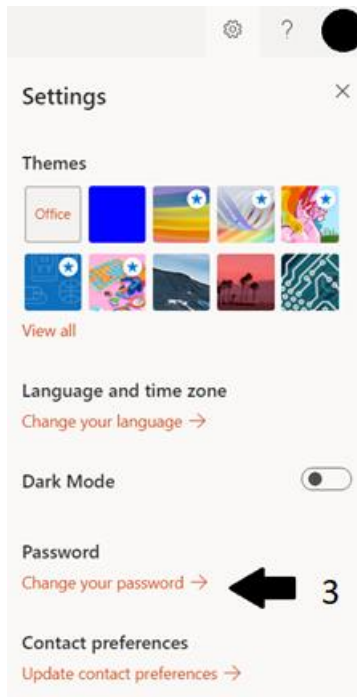 ?
Settings
Themes
Office
View all
Language and time zone
Change your language →
Dark Mode
Password
Change your password →
3
Contact preferences
Update contact preferences →